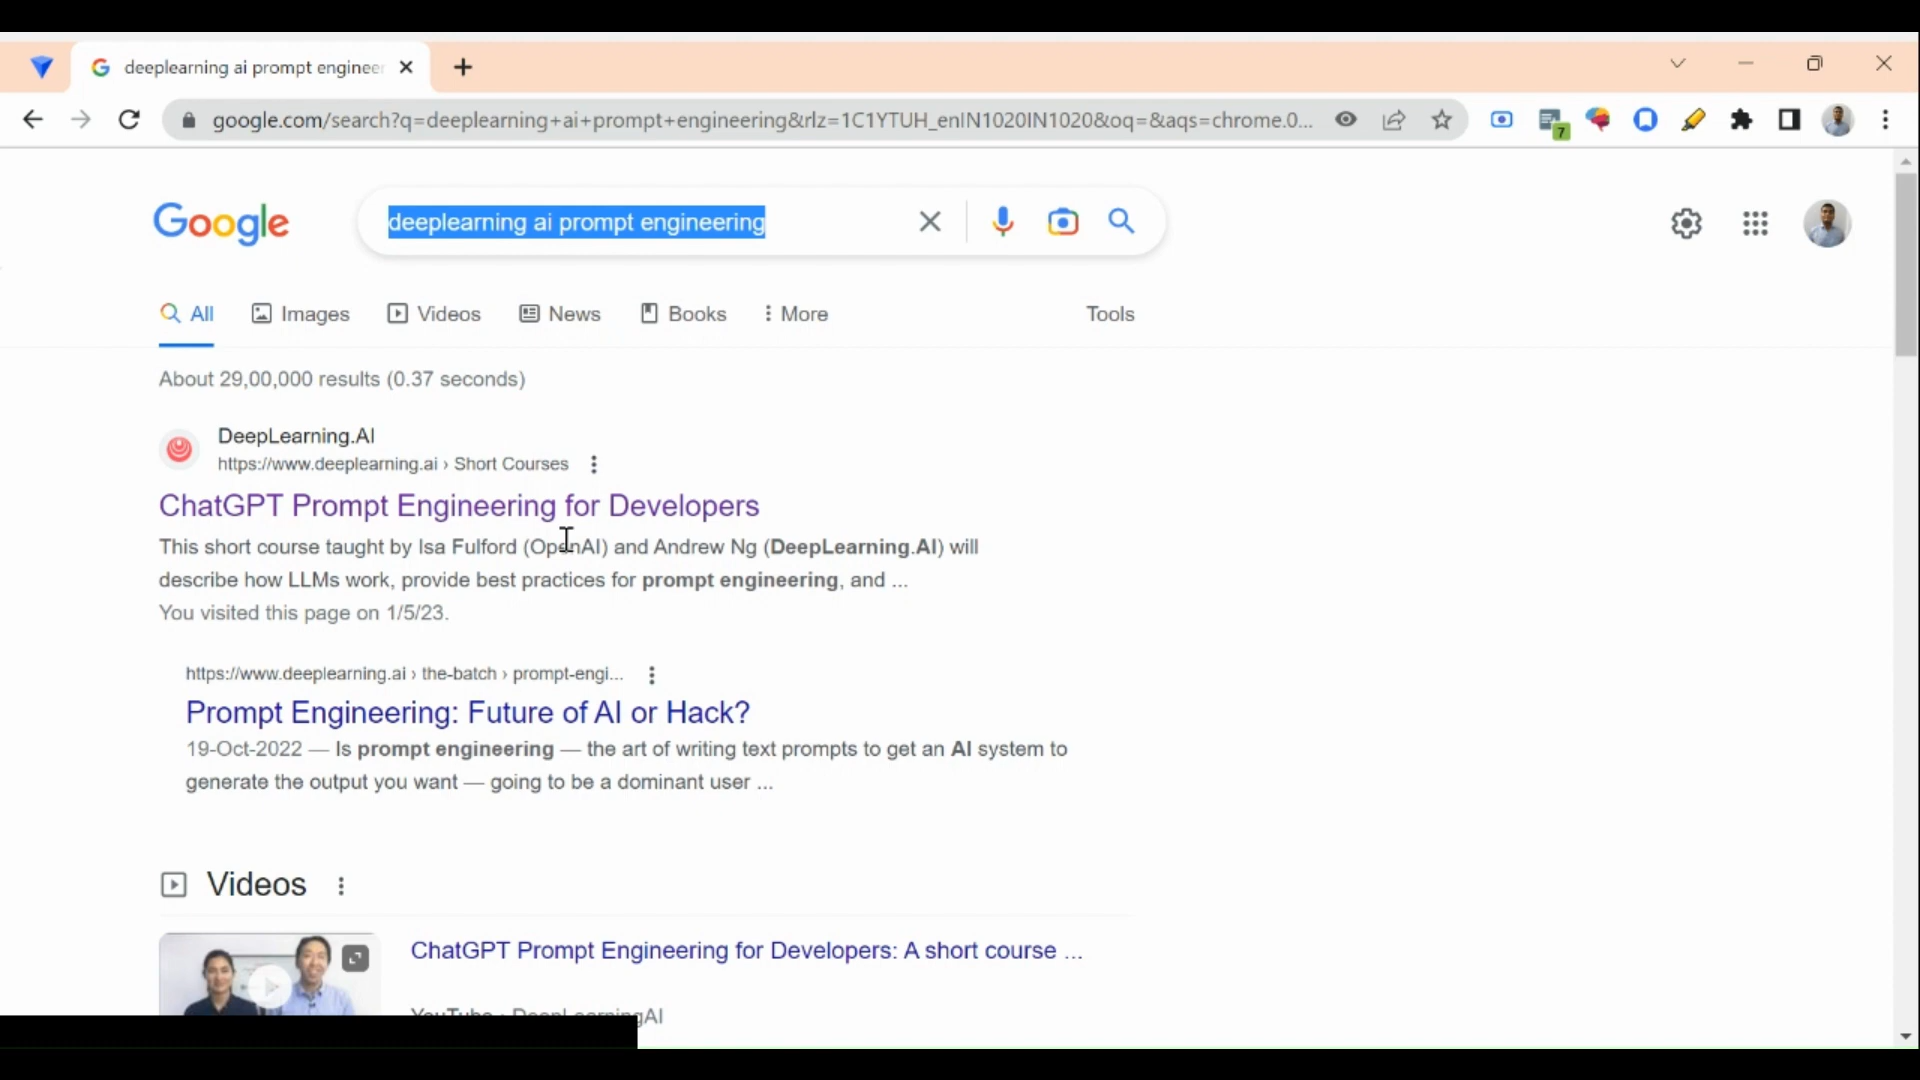 deeplearning ai prompt engineer
google.com/search?q=deeplearning+ai+prompt+engineering&rlz=1C1YTUH_enIN1020IN1020&oq=&aqs=chrome.0...
7
Google
deeplearning ai prompt engineering
All Images Videos News Books More Tools
About 29,00,000 results (0.37 seconds)
DeepLearning.AI
https://www.deeplearning.ai › Short Courses
ChatGPT Prompt Engineering for Developers
This short course taught by Isa Fulford (OpenAI) and Andrew Ng (DeepLearning.AI) will
describe how LLMs work, provide best practices for prompt engineering, and ...
You visited this page on 1/5/23.
https://www.deeplearning.ai › the-batch › prompt-engi...
Prompt Engineering: Future of AI or Hack?
19-Oct-2022 — Is prompt engineering — the art of writing text prompts to get an AI system to
generate the output you want — going to be a dominant user ...
Videos
ChatGPT Prompt Engineering for Developers: A short course ...
YouTube · DeepLearningAI